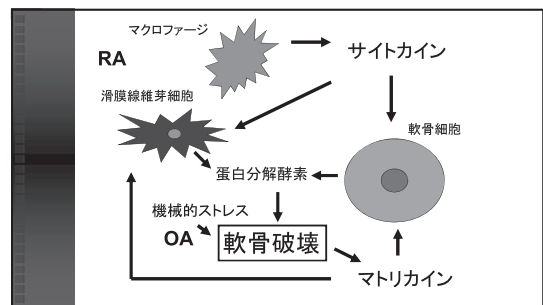 マクロファージ
RA
サイトカイン
滑膜線維芽細胞
軟骨細胞
蛋白分解酵素
機械的ストレス
OA
軟骨破壊
マトリカイン